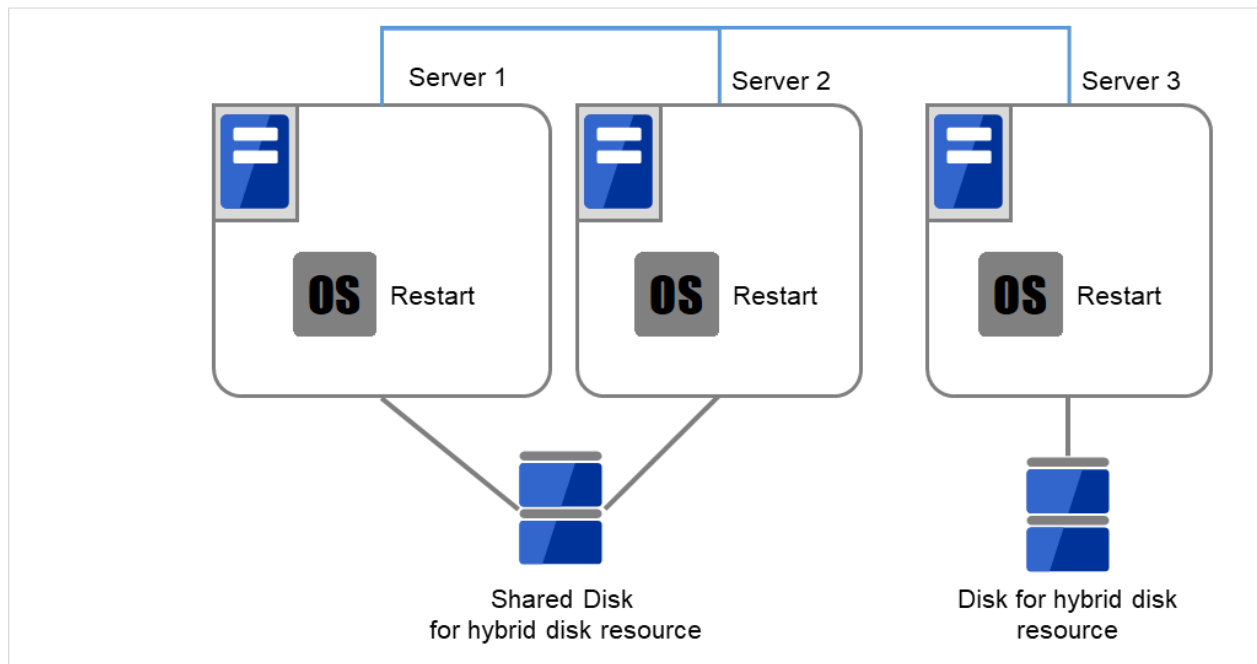 Server 1
Server 2
Server 3
OS Restart
OS Restart
OS Restart
Shared Disk
for hybrid disk resource
Disk for hybrid disk
resource